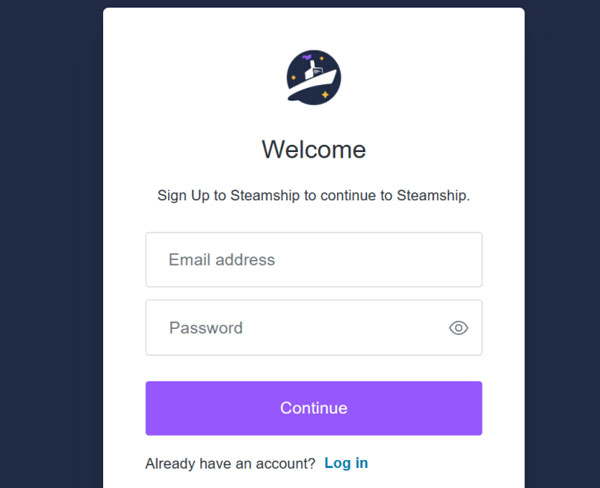 Welcome
Sign Up to Steamship to continue to Steamship.
Email address
Password
Continue
Already have an account? Log in